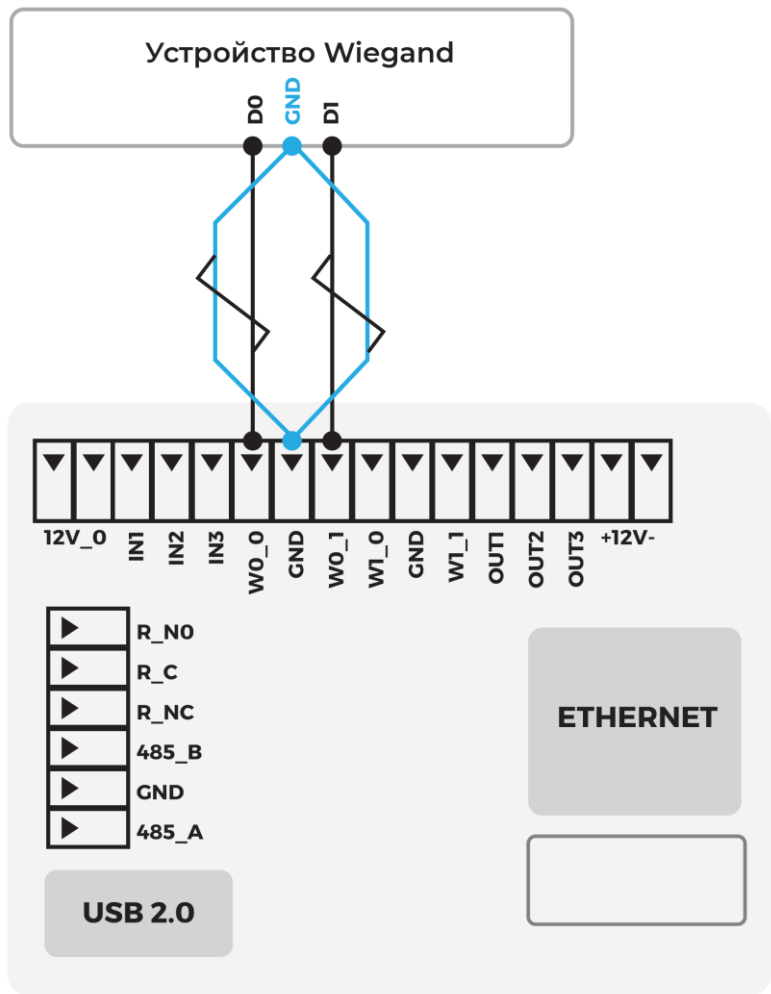 Устройство Wiegand
D0
GND
D1
12V_0
IN1
IN2
IN3
W0_0
GND
W0_1
W1_0
GND
W1_1
OUT1
OUT2
OUT3
+12V-
R_N0
R_C
R_NC
485_B
GND
485_A
ETHERNET
USB 2.0